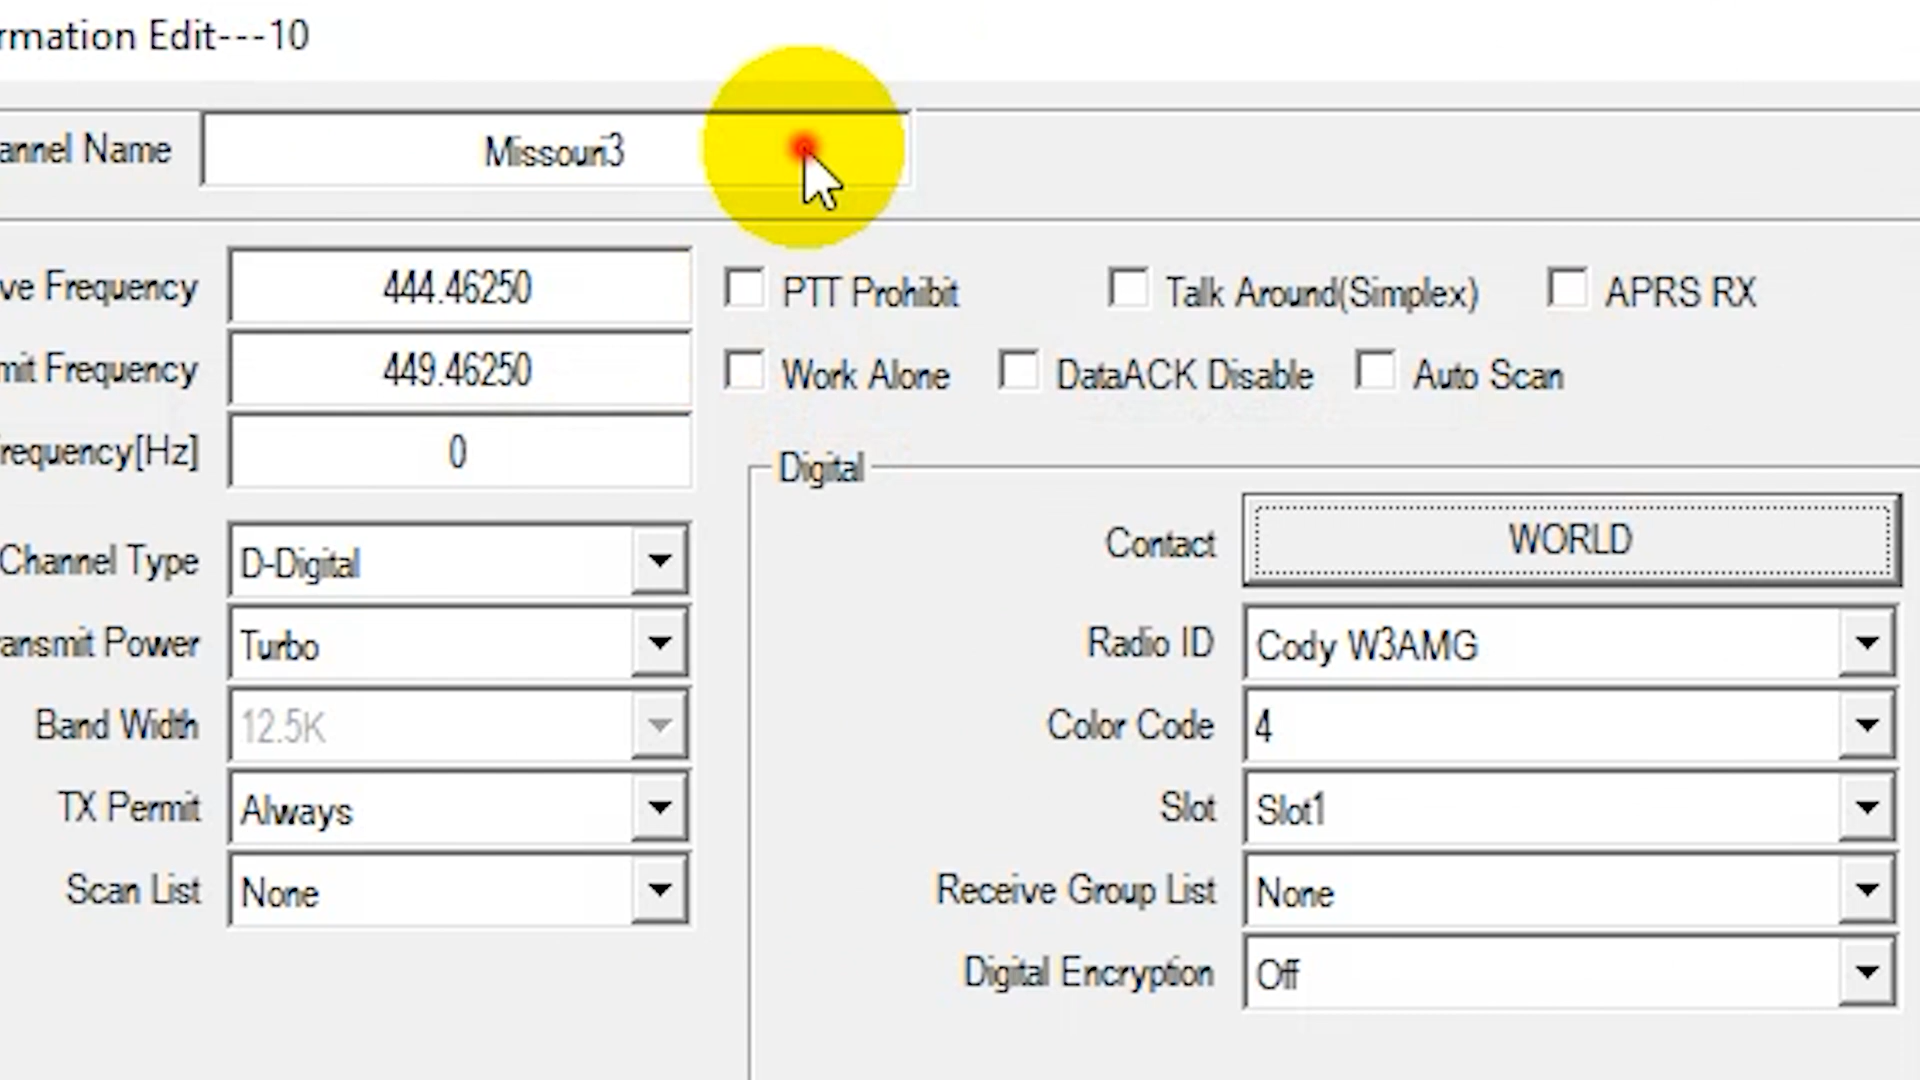 rmation Edit---10
annel Name Missouri3
ve Frequency 444.46250 PTT Prohibit Talk Around(Simplex) APRS RX
mit Frequency 449.46250 Work Alone DataACK Disable Auto Scan
requency[Hz] 0
Digital
Contact WORLD
Channel Type D-Digital
Radio ID Cody W3AMG
ansmit Power Turbo
Color Code 4
Band Width 12.5K
Slot Slot1
TX Permit Always
Receive Group List None
Scan List None
Digital Encryption Off